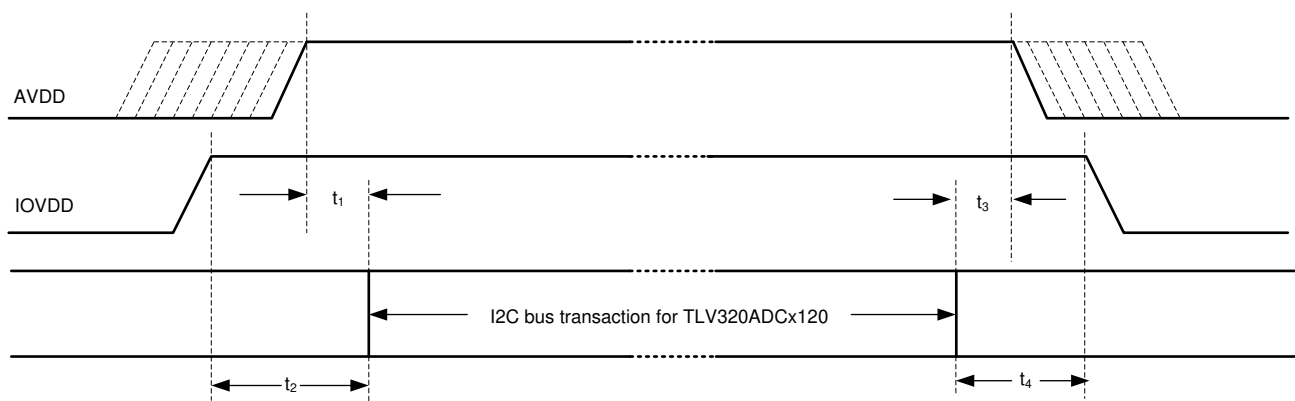 AVDD
IOVDD
t1
t3
I2C bus transaction for TLV320ADCx120
t2
t4